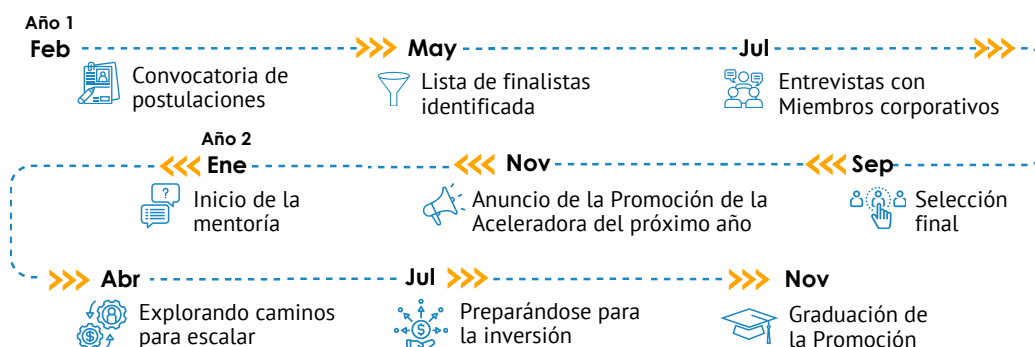 Año 1
Feb
May
Jul
Convocatoria de
postulaciones
Lista de finalistas
identificada
Entrevistas con
Miembros corporativos
Año 2
Ene
Nov
Sep
Inicio de la
mentoría
Anuncio de la Promoción de la
Aceleradora del próximo año
Selección
final
Abr
Jul
Nov
Explorando caminos
para escalar
Preparándose para
la inversión
Graduación de
la Promoción